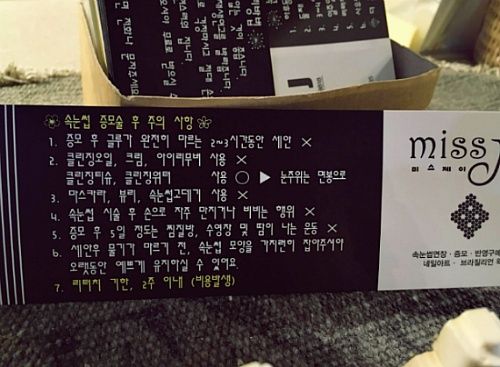 속눈썹 증모술 후 주의 사항
1. 증모 후 글루가 완전히 마르는 2~3시간동안 세안 ×
2. 클린징오일, 크림, 아이리무버 사용 ×
클린징티슈, 클린징워터 사용 ○ ▶ 눈주위는 면봉으로
3. 마스카라, 뷰러, 속눈썹고데기 사용 ×
4. 속눈썹 시술 후 손으로 자주 만지거나 비비는 행위 ×
5. 증모 후 5일 정도는 찜질방, 수영장 및 땀이 나는 운동 ×
6. 세안후 물기가 마르기 전, 속눈썹 모양을 가지런히 잡아주셔야
오랫동안 예쁘게 유지하실 수 있어요
7. 리터치 기한, 2주 이내 (비용발생)
miss J
미스제이
속눈썹연장 · 증모 · 반영구
네일아트 · 브라질리언